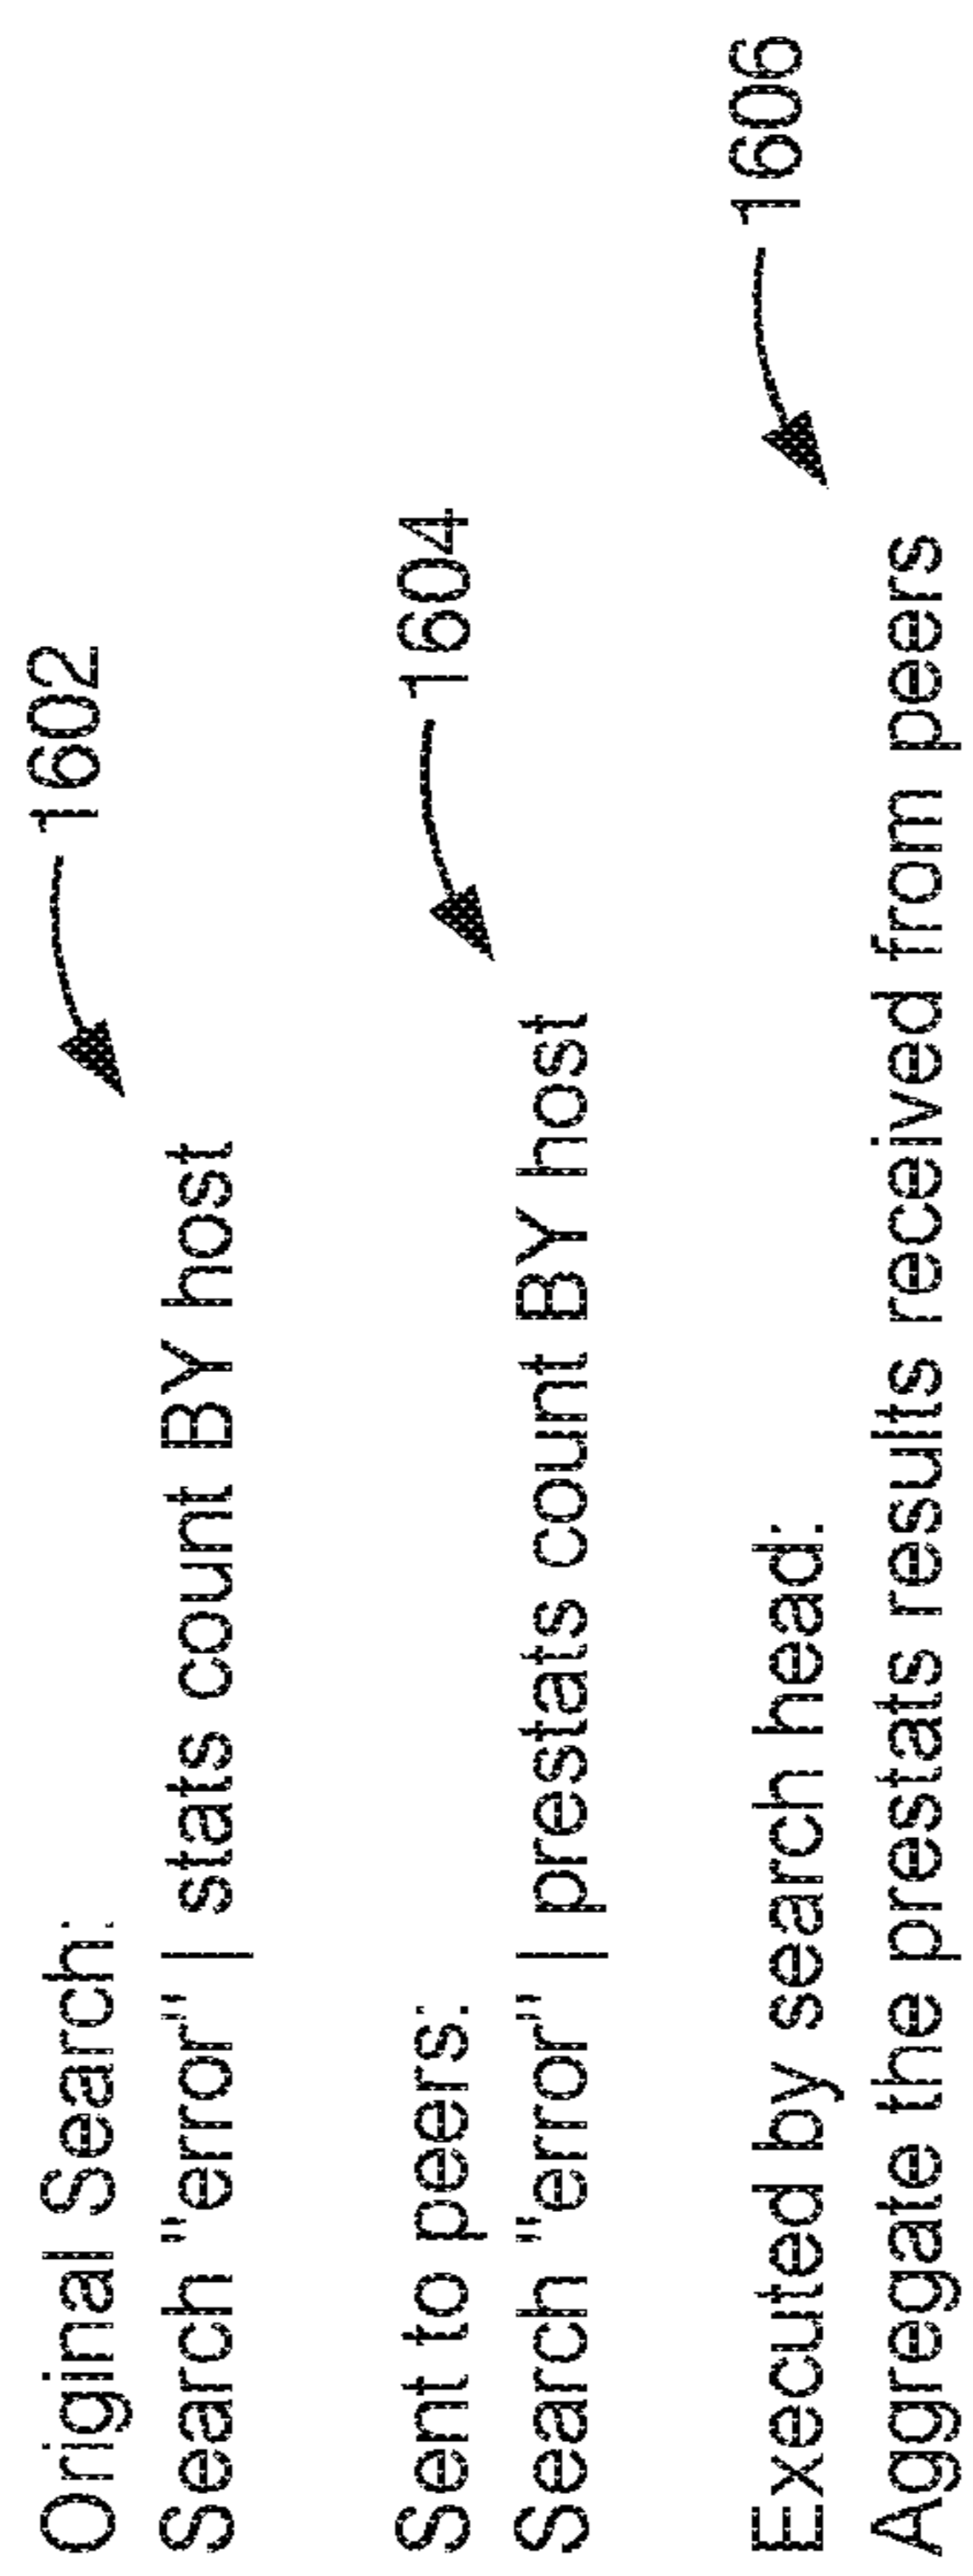 Original Search: 1602
Search "error" | stats count BY host
Sent to peers: 1604
Search "error" | prestats count BY host
Executed by search head: 1606
Aggregate the prestats results received from peers